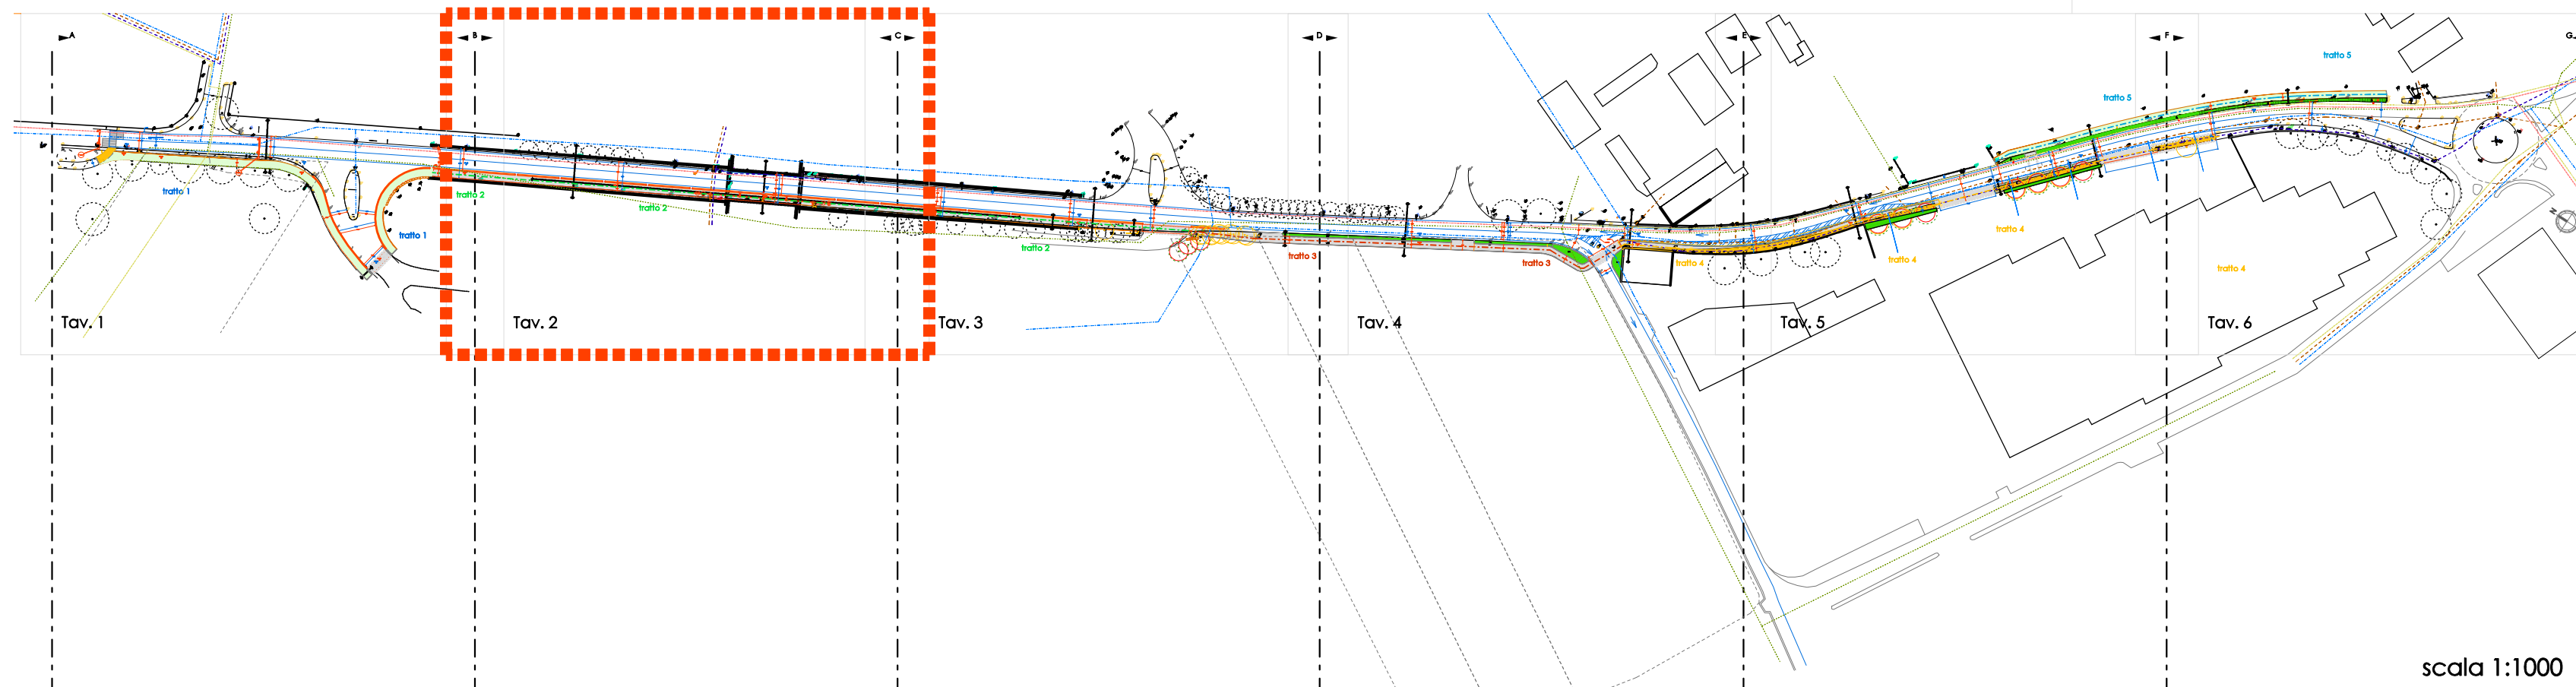 A
B
C
D
E
F
G
tratto 5
tratto 5
tratto 1
tratto 2
tratto 2
tratto 1
tratto 2
tratto 3
tratto 3
tratto 4
tratto 4
tratto 4
tratto 4
N
Tav. 1
Tav. 2
Tav. 3
Tav. 4
Tav. 5
Tav. 6
scala 1:1000